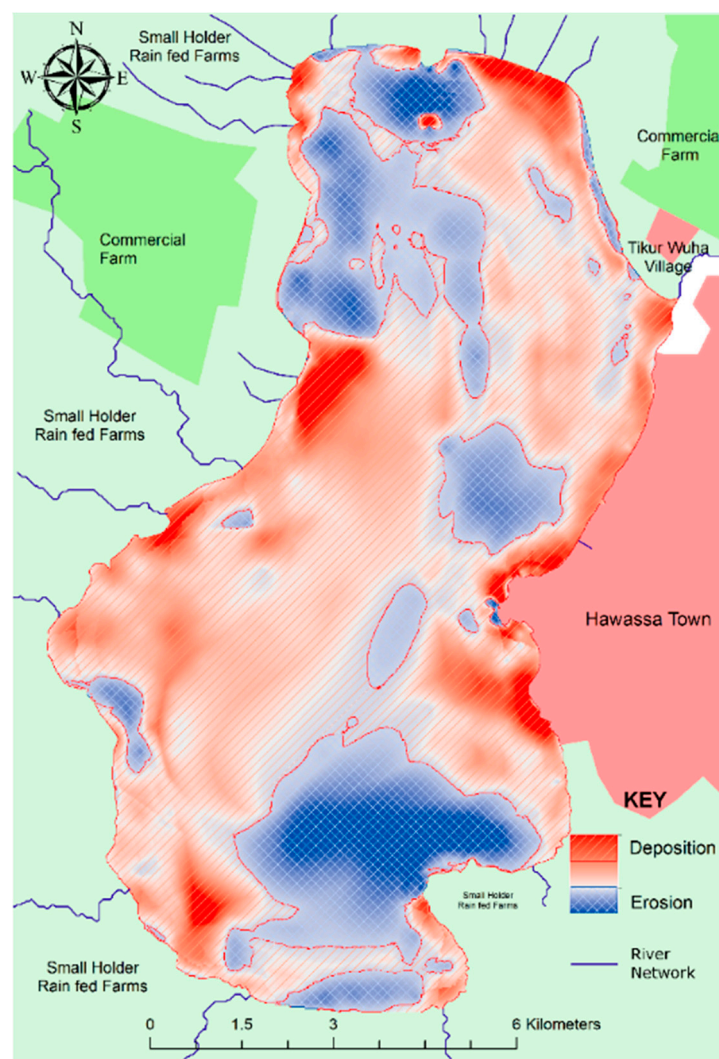 N
W
E
S
Small Holder
Rain fed Farms
Commercial
Farm
Commercial
Farm
Tikur Wuha
Village
Small Holder
Rain fed Farms
Hawassa Town
KEY
Deposition
Erosion
River
Network
Small Holder
Rain fed Farms
Small Holder
Rain fed Farms
0 1.5 3 6 Kilometers